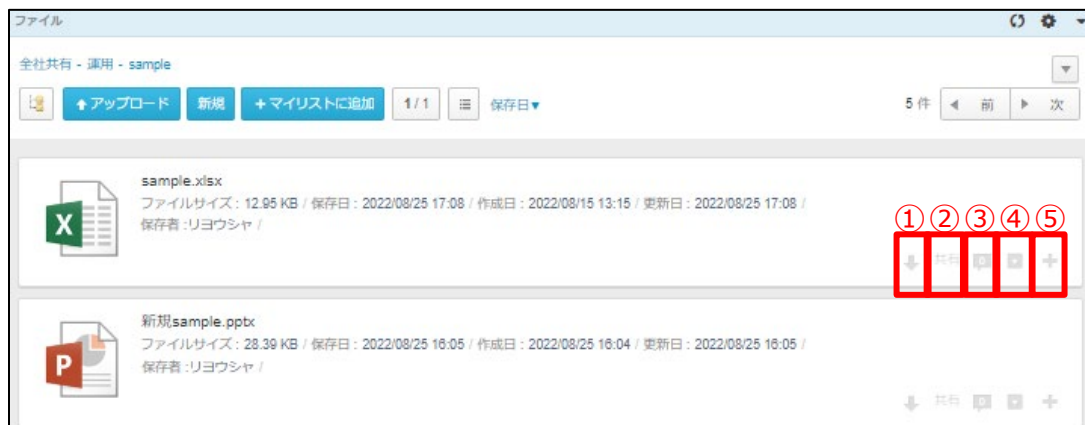 ファイル
全社共有 - 運用 - sample
アップロード 新規 +マイリストに追加 1/1 保存日▼ 5 件 前 次
sample.xlsx
ファイルサイズ : 12.95 KB / 保存日 : 2022/08/25 17:08 / 作成日 : 2022/08/15 13:15 / 更新日 : 2022/08/25 17:08 /
保存者 :リヨウシャ /
① ② ③ ④ ⑤
共有 0
新規sample.pptx
ファイルサイズ : 28.39 KB / 保存日 : 2022/08/25 16:05 / 作成日 : 2022/08/25 16:04 / 更新日 : 2022/08/25 16:05 /
保存者 :リヨウシャ /
共有 0